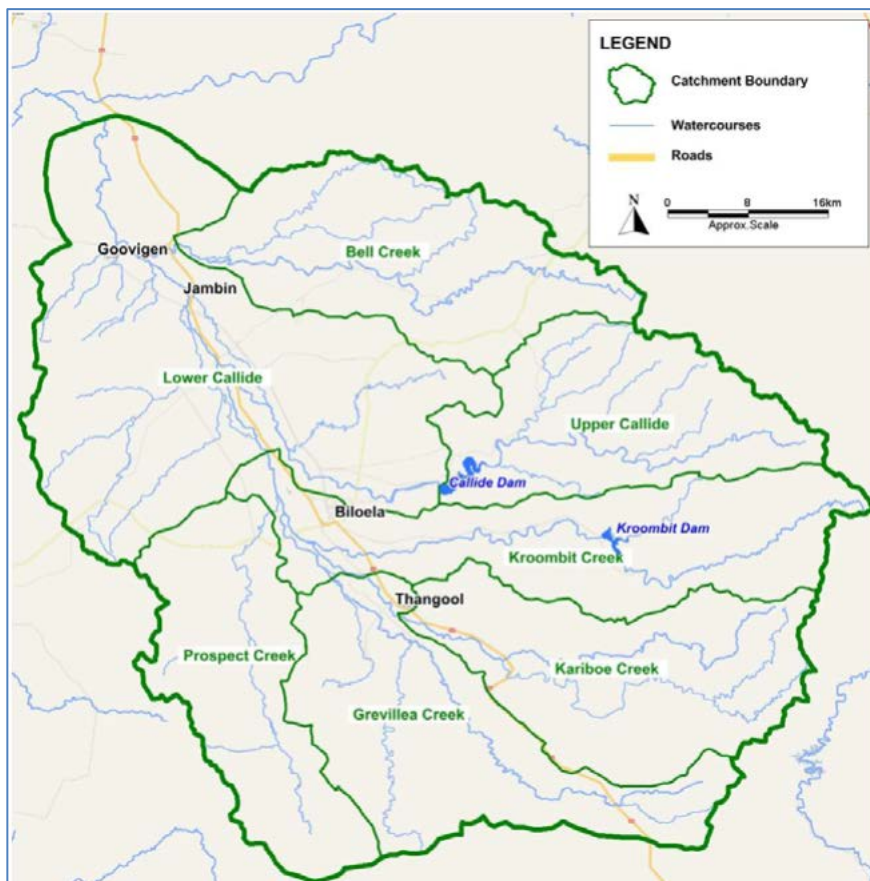 LEGEND
Catchment Boundary
Watercourses
Roads
N
0 8 16km
Approx.Scale
Goovigen
Bell Creek
Jambin
Lower Callide
Upper Callide
Callide Dam
Biloela
Kroombit Dam
Kroombit Creek
Thangool
Prospect Creek
Kariboe Creek
Grevillea Creek